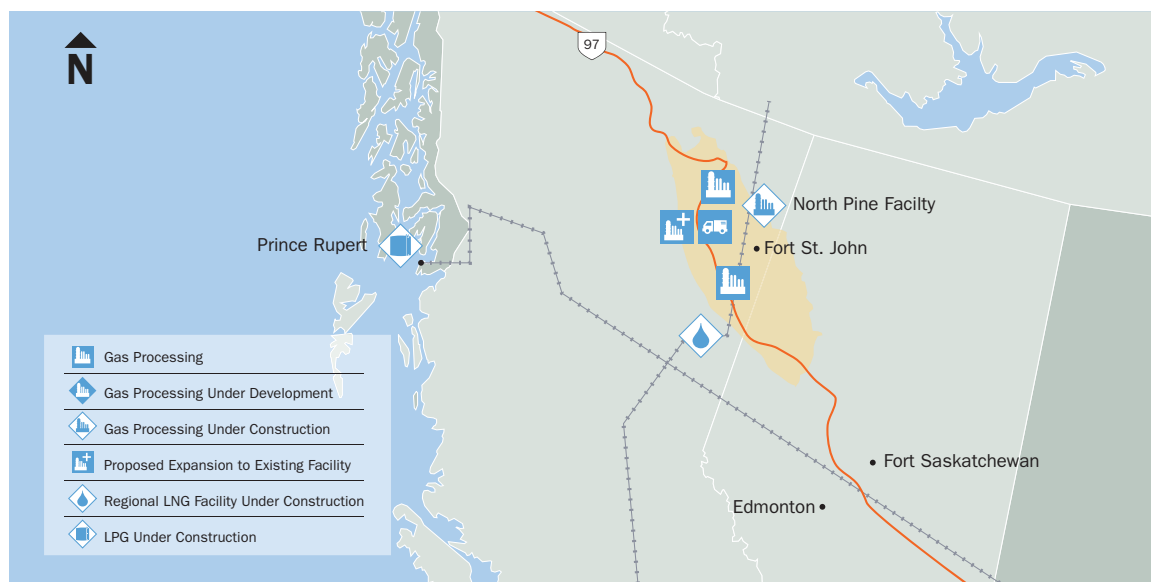 97
N
North Pine Facilty
Prince Rupert
Fort St. John
Gas Processing
Gas Processing Under Development
Gas Processing Under Construction
Proposed Expansion to Existing Facility
Regional LNG Facility Under Construction
LPG Under Construction
Fort Saskatchewan
Edmonton